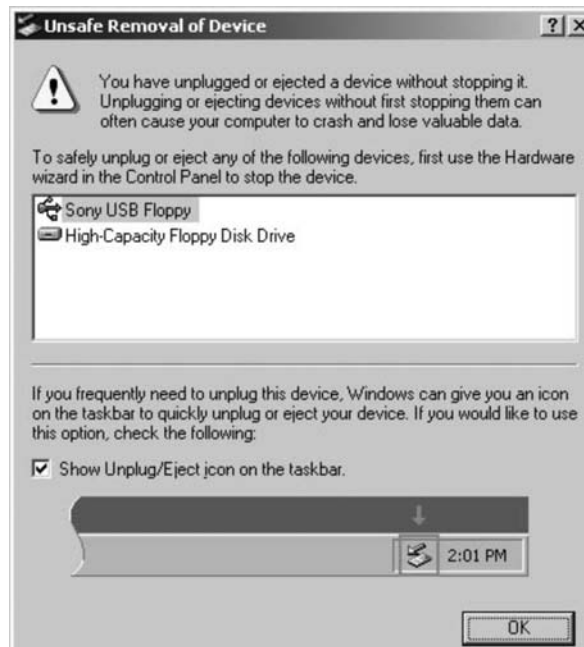 Unsafe Removal of Device
You have unplugged or ejected a device without stopping it.
Unplugging or ejecting devices without first stopping them can
often cause your computer to crash and lose valuable data.
To safely unplug or eject any of the following devices, first use the Hardware
wizard in the Control Panel to stop the device.
Sony USB Floppy
High-Capacity Floppy Disk Drive
If you frequently need to unplug this device, Windows can give you an icon
on the taskbar to quickly unplug or eject your device. If you would like to use
this option, check the following:
Show Unplug/Eject icon on the taskbar.
2:01 PM
OK